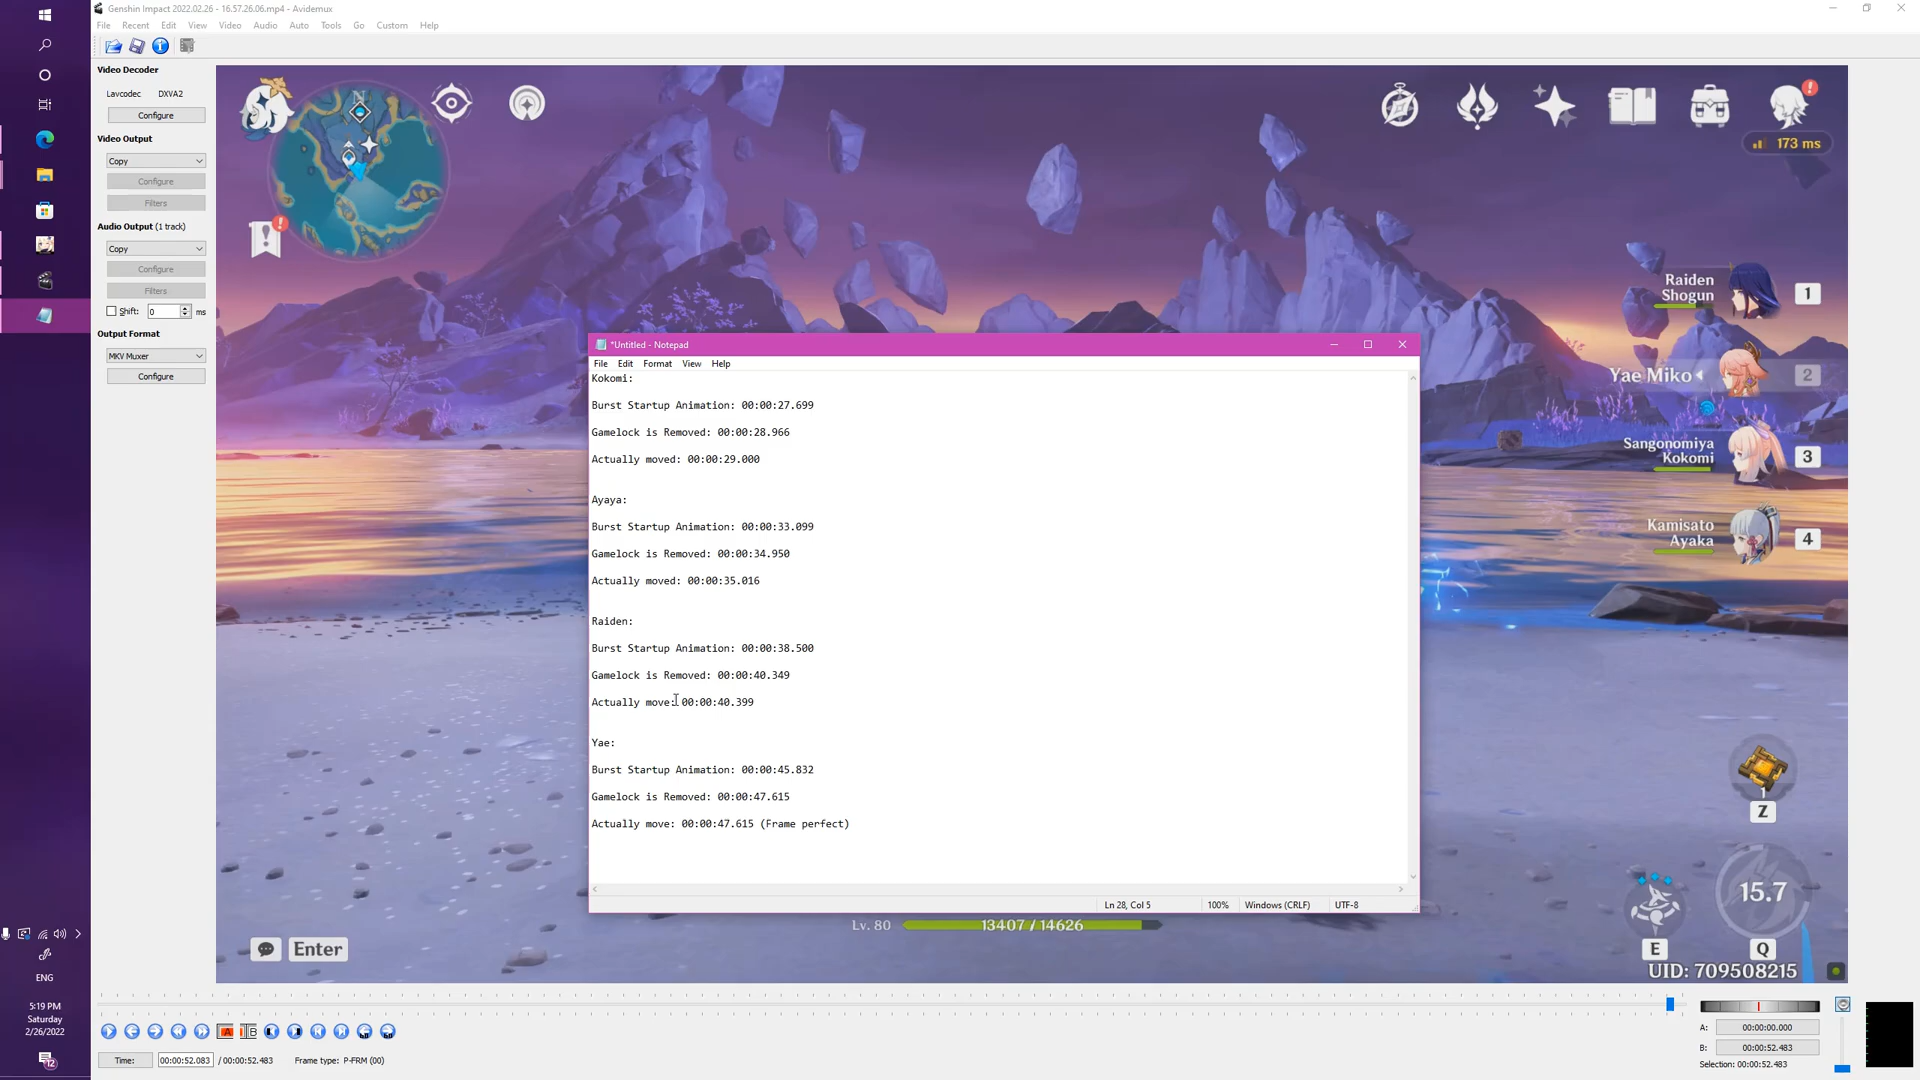 Genshin Impact 2022.02.26 - 16.57.26.06.mp4 - Avidemux
File Recent Edit View Video Audio Auto Tools Go Custom Help
Video Decoder
Lavcodec DXVA2
Configure
Video Output
Copy
Configure
Filters
Audio Output (1 track)
Copy
Configure
Filters
Shift: 0 ms
Output Format
MKV Muxer
Configure
N
173 ms
Raiden
Shogun
1
Yae Miko
2
Sangonomiya
Kokomi
3
Kamisato
Ayaka
4
*Untitled - Notepad
File Edit Format View Help
Kokomi:
Burst Startup Animation: 00:00:27.699
Gamelock is Removed: 00:00:28.966
Actually moved: 00:00:29.000
Ayaya:
Burst Startup Animation: 00:00:33.099
Gamelock is Removed: 00:00:34.950
Actually moved: 00:00:35.016
Raiden:
Burst Startup Animation: 00:00:38.500
Gamelock is Removed: 00:00:40.349
Actually move: 00:00:40.399
Yae:
Burst Startup Animation: 00:00:45.832
Gamelock is Removed: 00:00:47.615
Actually move: 00:00:47.615 (Frame perfect)
Ln 28, Col 5 100% Windows (CRLF) UTF-8
1
Z
15.7
E
Q
Lv. 80 13407 / 14626
Enter
UID: 709508215
ENG
5:19 PM
Saturday
2/26/2022
12
A B
Time: 00:00:52.083 / 00:00:52.483 Frame type: P-FRM (00)
A: 00:00:00.000
B: 00:00:52.483
Selection: 00:00:52.483